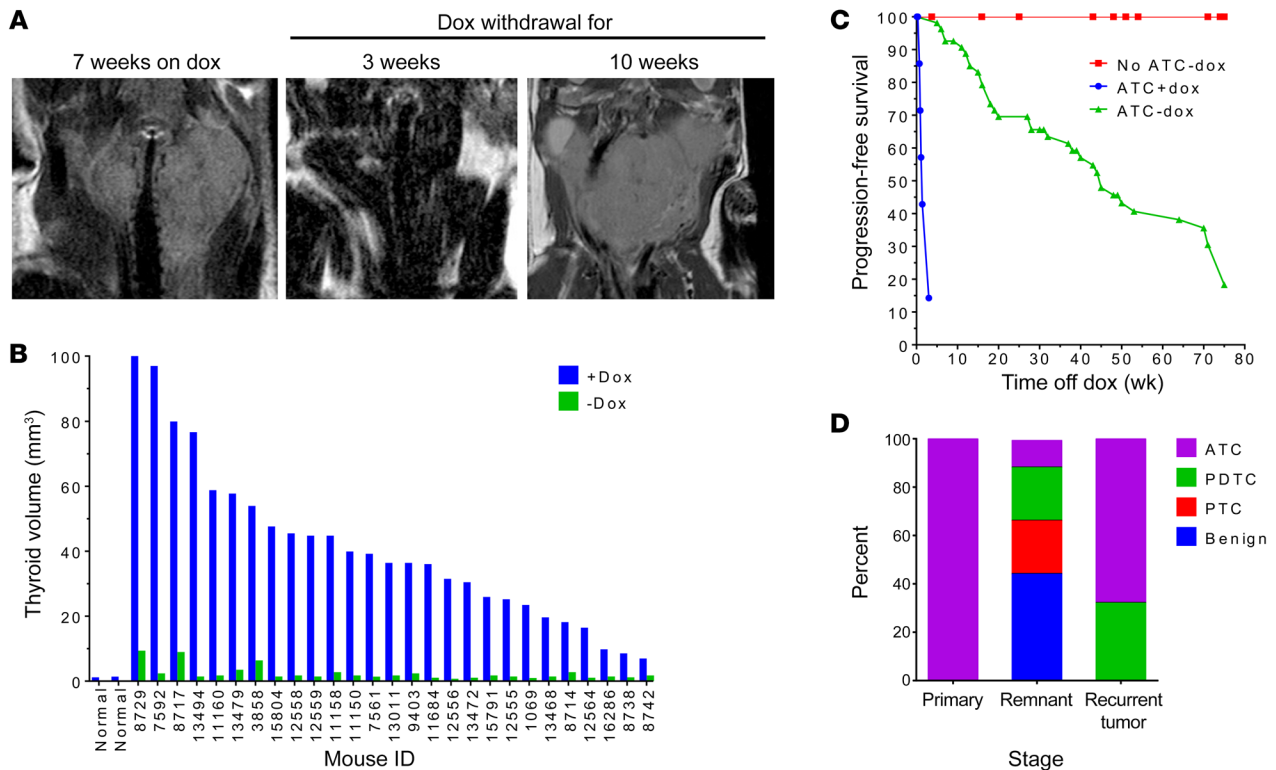 A
Dox withdrawal for
7 weeks on dox
3 weeks
10 weeks
B
Thyroid volume (mm³)
100
80
60
40
20
0
+Dox
-Dox
Normal
Normal
8729
7592
8717
13494
11160
13479
3858
15804
12558
12559
11158
11150
7561
13011
9403
11684
12556
13472
15791
12555
1069
13468
8714
12564
16286
8738
8742
Mouse ID
C
Progression-free survival
100
90
80
70
60
50
40
30
20
10
0
No ATC-dox
ATC+dox
ATC-dox
0 10 20 30 40 50 60 70 80
Time off dox (wk)
D
Percent
100
80
60
40
20
0
ATC
PDTC
PTC
Benign
Primary
Remnant
Recurrent
tumor
Stage